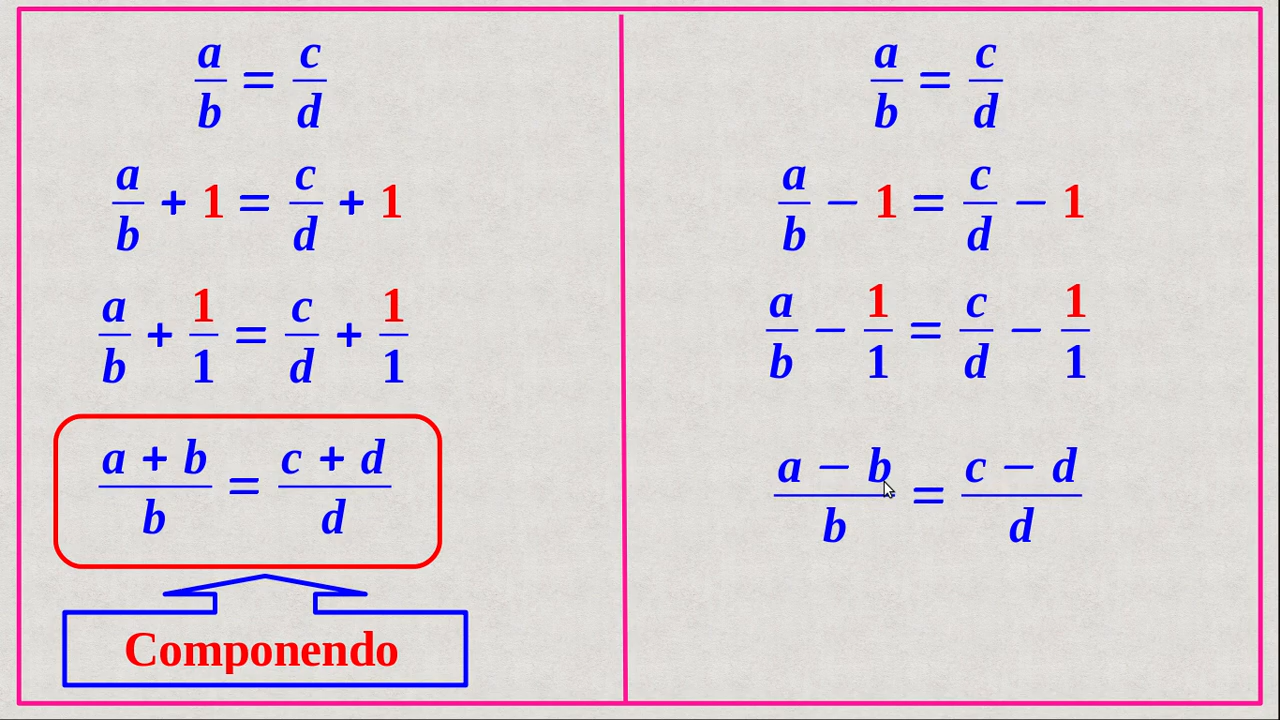 a/b = c/d
a/b + 1 = c/d + 1
a/b + 1/1 = c/d + 1/1
(a + b)/b = (c + d)/d
Componendo
a/b = c/d
a/b − 1 = c/d − 1
a/b − 1/1 = c/d − 1/1
(a − b)/b = (c − d)/d